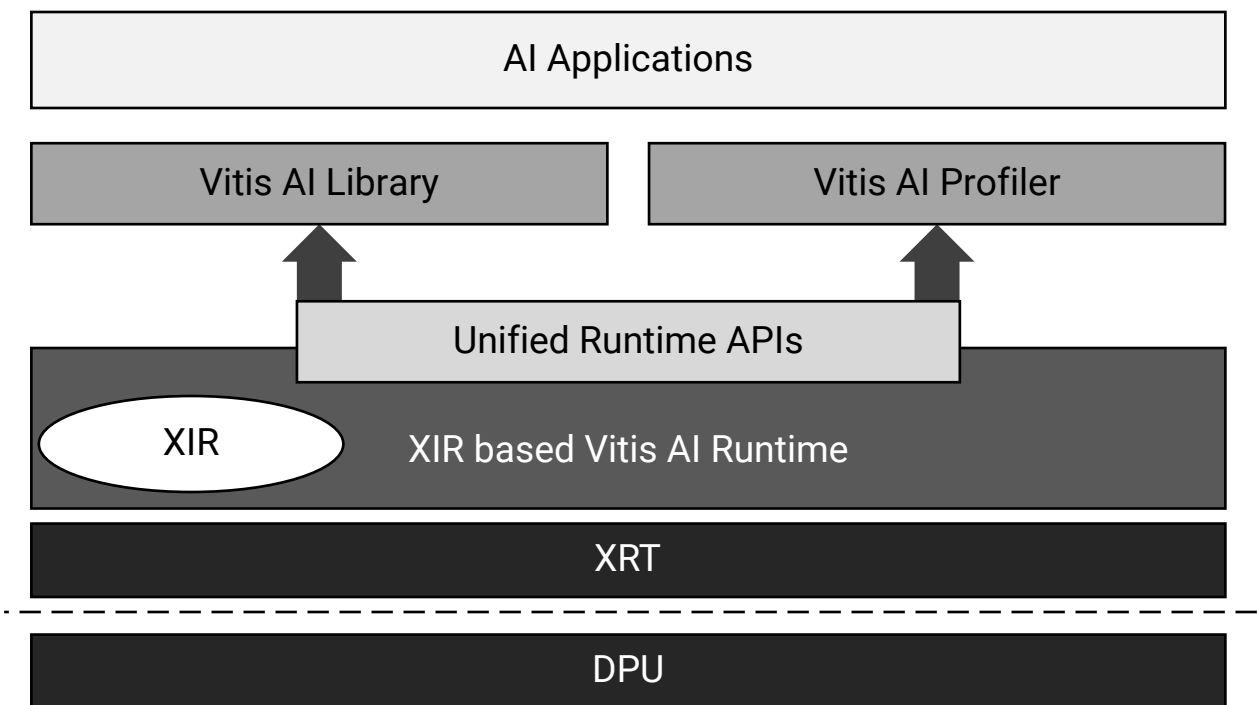 AI Applications
Vitis AI Library
Vitis AI Profiler
Unified Runtime APIs
XIR
XIR based Vitis AI Runtime
XRT
DPU